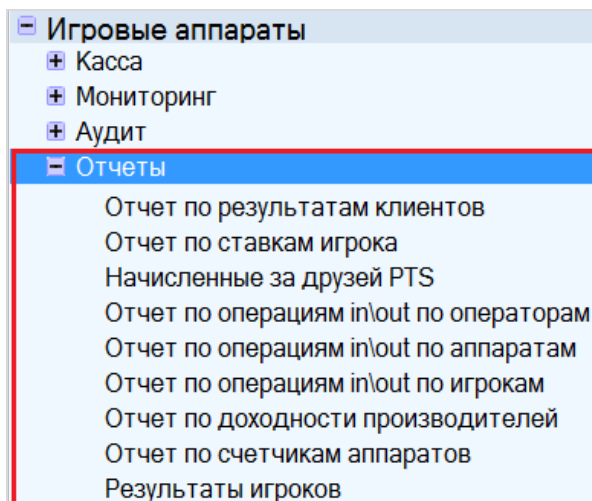 Игровые аппараты
Касса
Мониторинг
Аудит
Отчеты
Отчет по результатам клиентов
Отчет по ставкам игрока
Начисленные за друзей PTS
Отчет по операциям in\out по операторам
Отчет по операциям in\out по аппаратам
Отчет по операциям in\out по игрокам
Отчет по доходности производителей
Отчет по счетчикам аппаратов
Результаты игроков